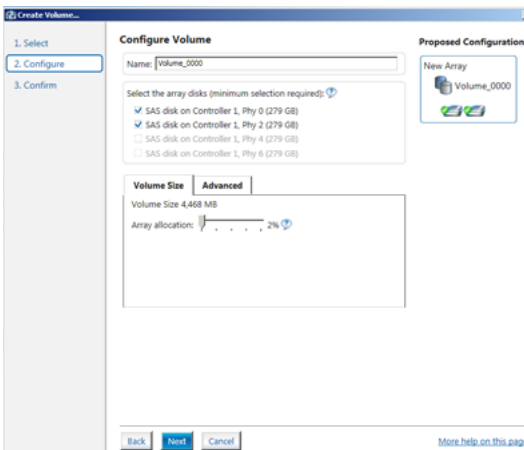 Create Volume...
1. Select
2. Configure
3. Confirm
Configure Volume
Name: Volume_0000
Select the array disks (minimum selection required):
SAS disk on Controller 1, Phy 0 (279 GB)
SAS disk on Controller 1, Phy 2 (279 GB)
SAS disk on Controller 1, Phy 4 (279 GB)
SAS disk on Controller 1, Phy 6 (279 GB)
Volume Size
Advanced
Volume Size 4,468 MB
Array allocation: 2%
Proposed Configuration
New Array
Volume_0000
Back
Next
Cancel
More help on this pag